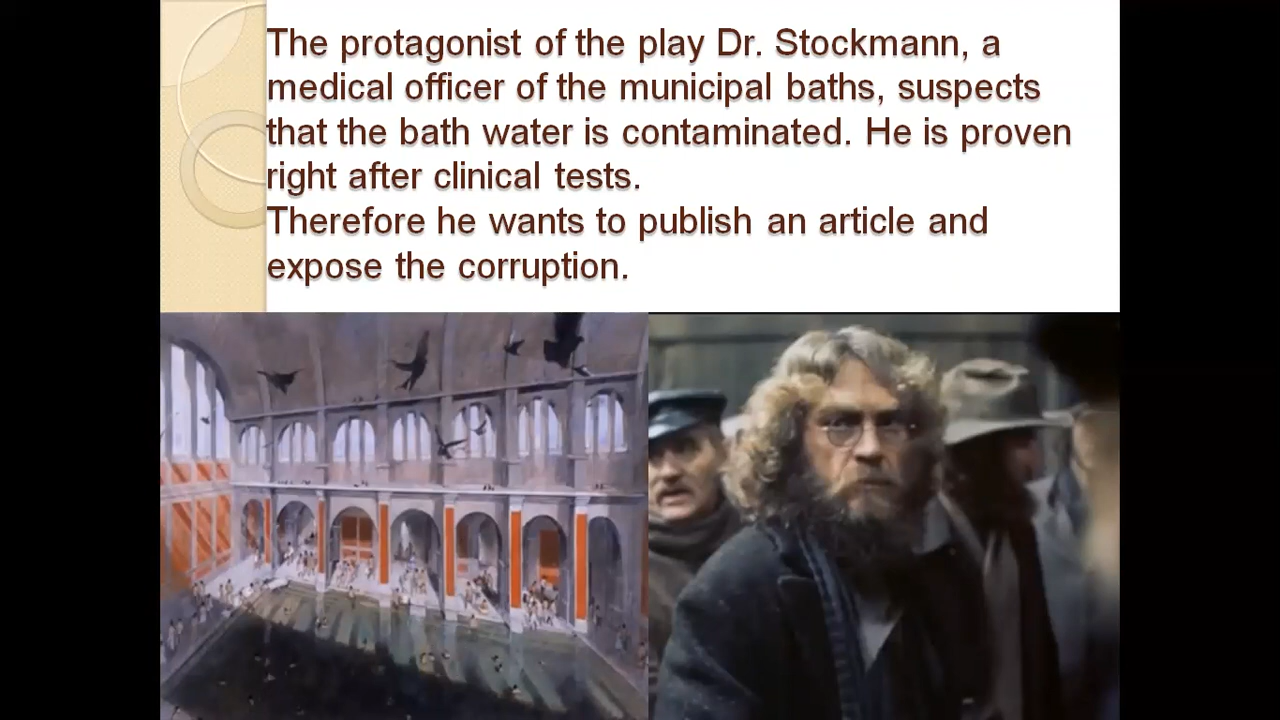 The protagonist of the play Dr. Stockmann, a
medical officer of the municipal baths, suspects
that the bath water is contaminated. He is proven
right after clinical tests.
Therefore he wants to publish an article and
expose the corruption.